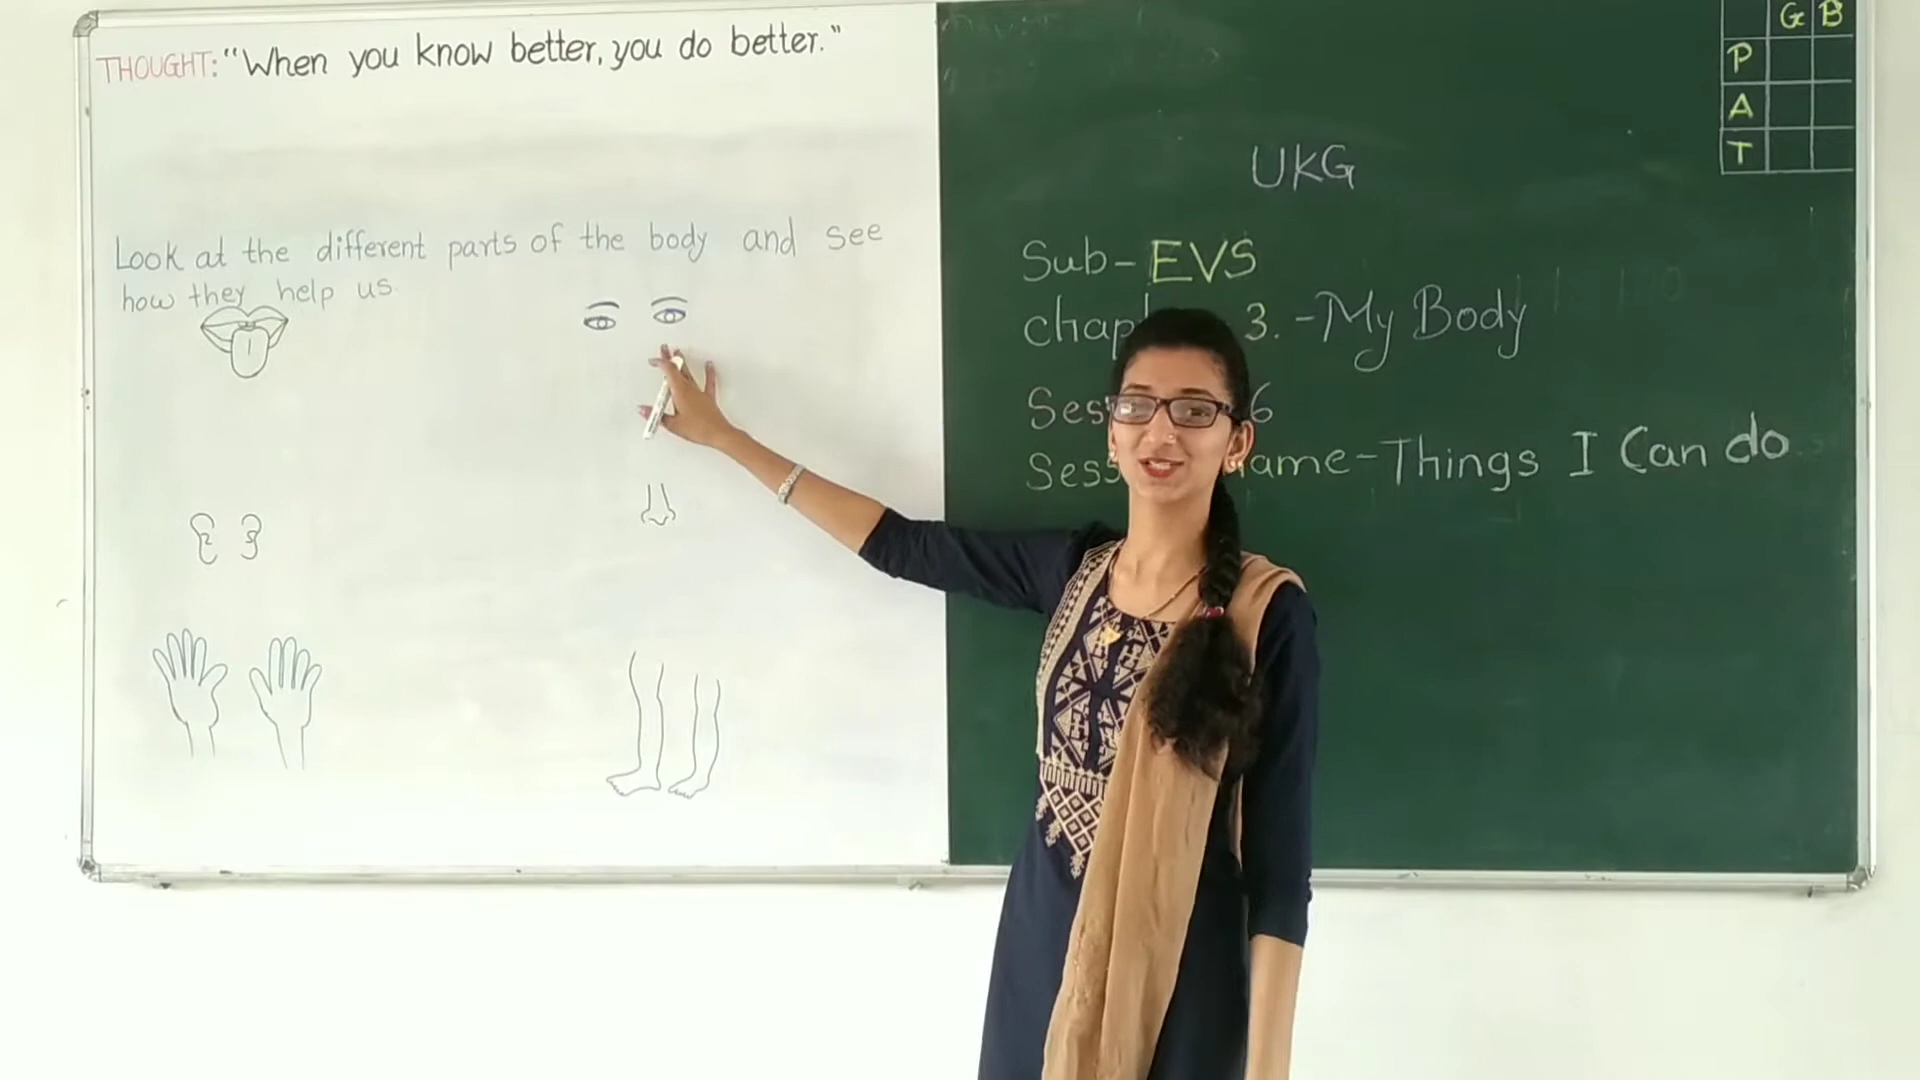 THOUGHT: "When you know better, you do better."
Look at the different parts of the body and see
how they help us.
G B
P
A
T
UKG
Sub- EVS
3. - My Body
6
- Things I Can do